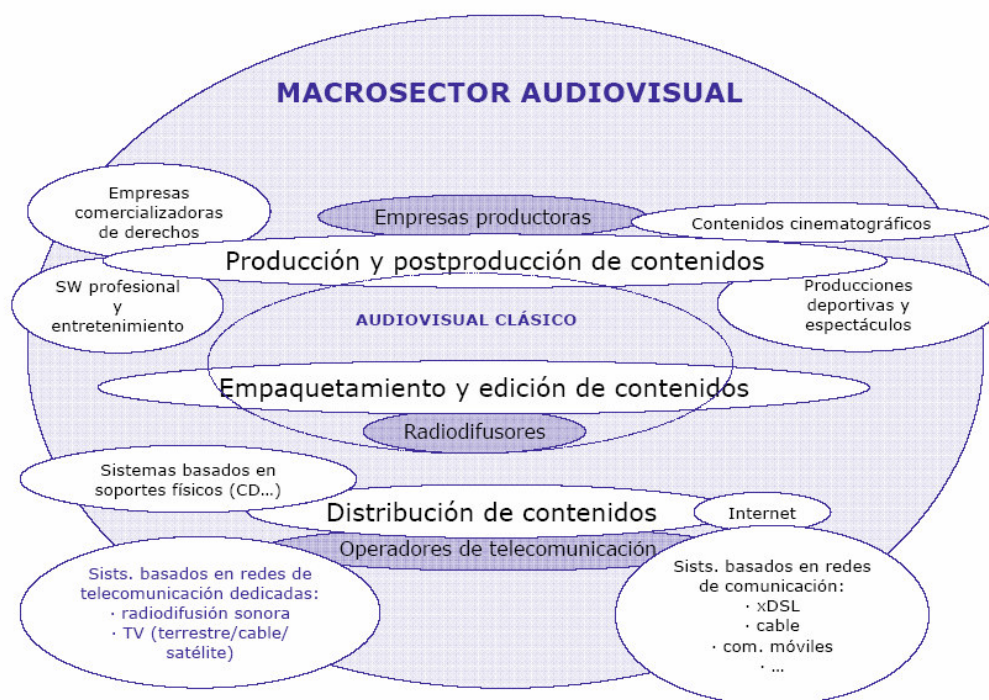 MACROSECTOR AUDIOVISUAL
Empresas
comercializadoras
de derechos
Empresas productoras
Contenidos cinematográficos
Producción y postproducción de contenidos
SW profesional
y
entretenimiento
Producciones
deportivas y
espectáculos
AUDIOVISUAL CLÁSICO
Empaquetamiento y edición de contenidos
Radiodifusores
Sistemas basados en
soportes físicos (CD…)
Distribución de contenidos
Internet
Operadores de telecomunicación
Sists. basados en redes de
telecomunicación dedicadas:
· radiodifusión sonora
· TV (terrestre/cable/
satélite)
Sists. basados en redes
de comunicación:
· xDSL
· cable
· com. móviles
· …